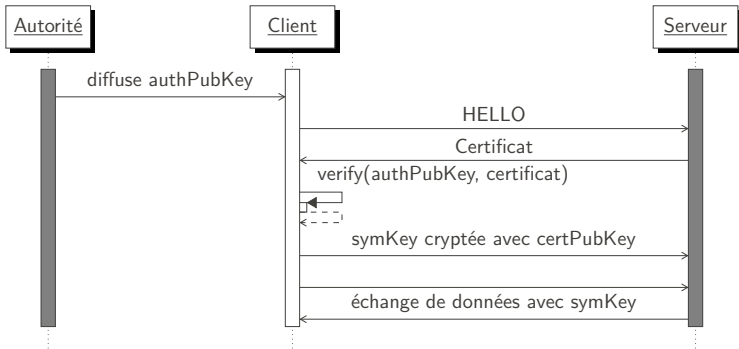 Autorité
Client
Serveur
diffuse authPubKey
HELLO
Certificat
verify(authPubKey, certificat)
symKey cryptée avec certPubKey
échange de données avec symKey